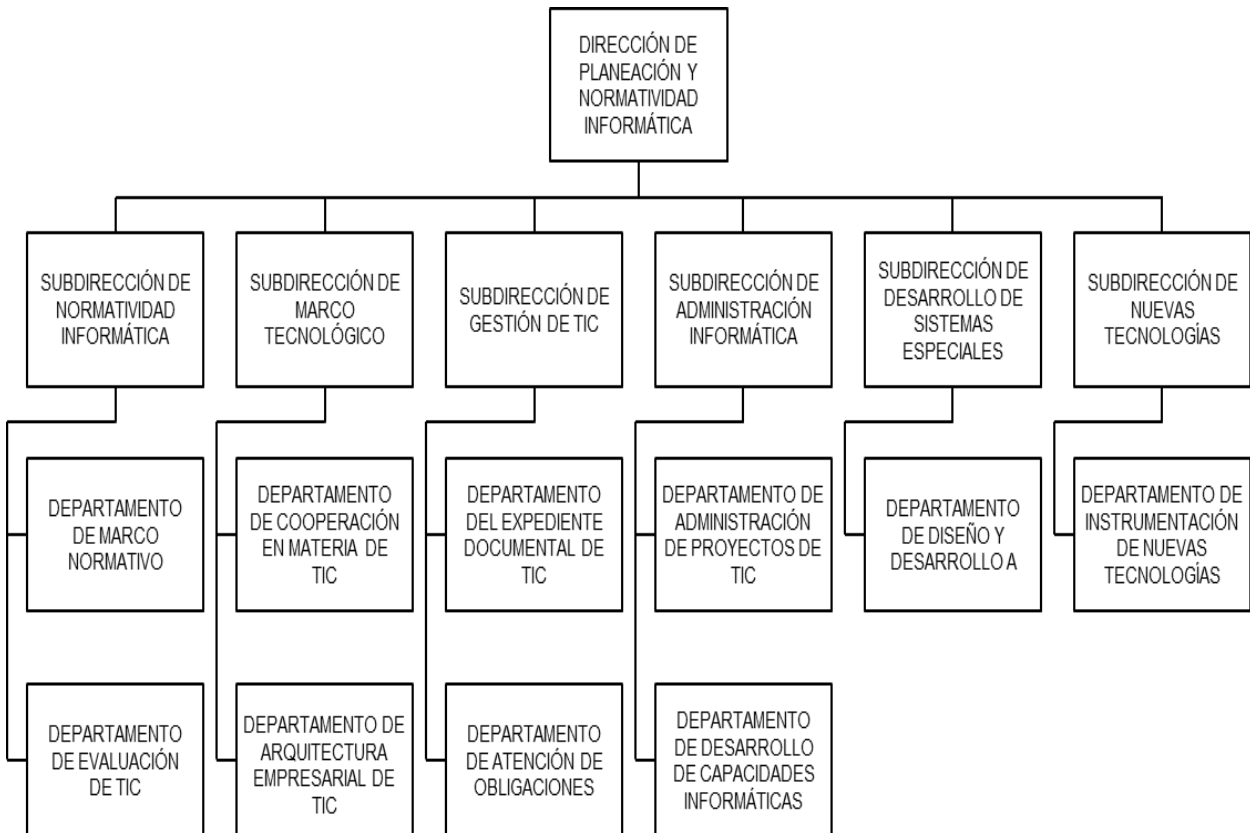 DIRECCIÓN DE
PLANEACIÓN Y
NORMATIVIDAD
INFORMÁTICA
SUBDIRECCIÓN DE
NORMATIVIDAD
INFORMÁTICA
SUBDIRECCIÓN DE
MARCO
TECNOLÓGICO
SUBDIRECCIÓN DE
GESTIÓN DE TIC
SUBDIRECCIÓN DE
ADMINISTRACIÓN
INFORMÁTICA
SUBDIRECCIÓN DE
DESARROLLO DE
SISTEMAS
ESPECIALES
SUBDIRECCIÓN DE
NUEVAS
TECNOLOGÍAS
DEPARTAMENTO
DE MARCO
NORMATIVO
DEPARTAMENTO
DE COOPERACIÓN
EN MATERIA DE
TIC
DEPARTAMENTO
DEL EXPEDIENTE
DOCUMENTAL DE
TIC
DEPARTAMENTO DE
ADMINISTRACIÓN
DE PROYECTOS DE
TIC
DEPARTAMENTO
DE DISEÑO Y
DESARROLLO A
DEPARTAMENTO DE
INSTRUMENTACIÓN
DE NUEVAS
TECNOLOGÍAS
DEPARTAMENTO
DE EVALUACIÓN
DE TIC
DEPARTAMENTO DE
ARQUITECTURA
EMPRESARIAL DE
TIC
DEPARTAMENTO
DE ATENCIÓN DE
OBLIGACIONES
DEPARTAMENTO
DE DESARROLLO
DE CAPACIDADES
INFORMÁTICAS